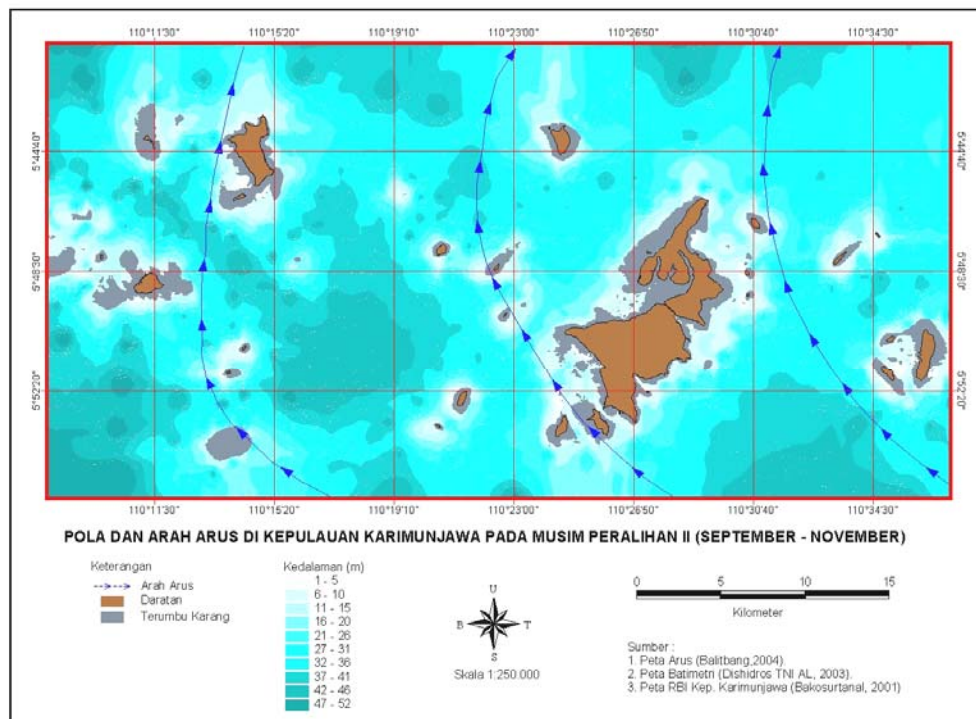 110°11'30" 110°15'20" 110°19'10" 110°23'00" 110°26'50" 110°30'40" 110°34'30"
5°44'40" 5°44'40"
5°48'30" 5°48'30"
5°52'20" 5°52'20"
110°11'30" 110°15'20" 110°19'10" 110°23'00" 110°26'50" 110°30'40" 110°34'30"
POLA DAN ARAH ARUS DI KEPULAUAN KARIMUNJAWA PADA MUSIM PERALIHAN II (SEPTEMBER - NOVEMBER)
Keterangan
Arah Arus
Daratan
Terumbu Karang
Kedalaman (m)
1 - 5
6 - 10
11 - 15
16 - 20
21 - 26
27 - 31
32 - 36
37 - 41
42 - 46
47 - 52
U
B T
S
Skala 1:250.000
0 5 10 15
Kilometer
Sumber :
1. Peta Arus (Balitbang,2004).
2. Peta Batimetri (Dishidros TNI AL, 2003).
3. Peta RBI Kep. Karimunjawa (Bakosurtanal, 2001)